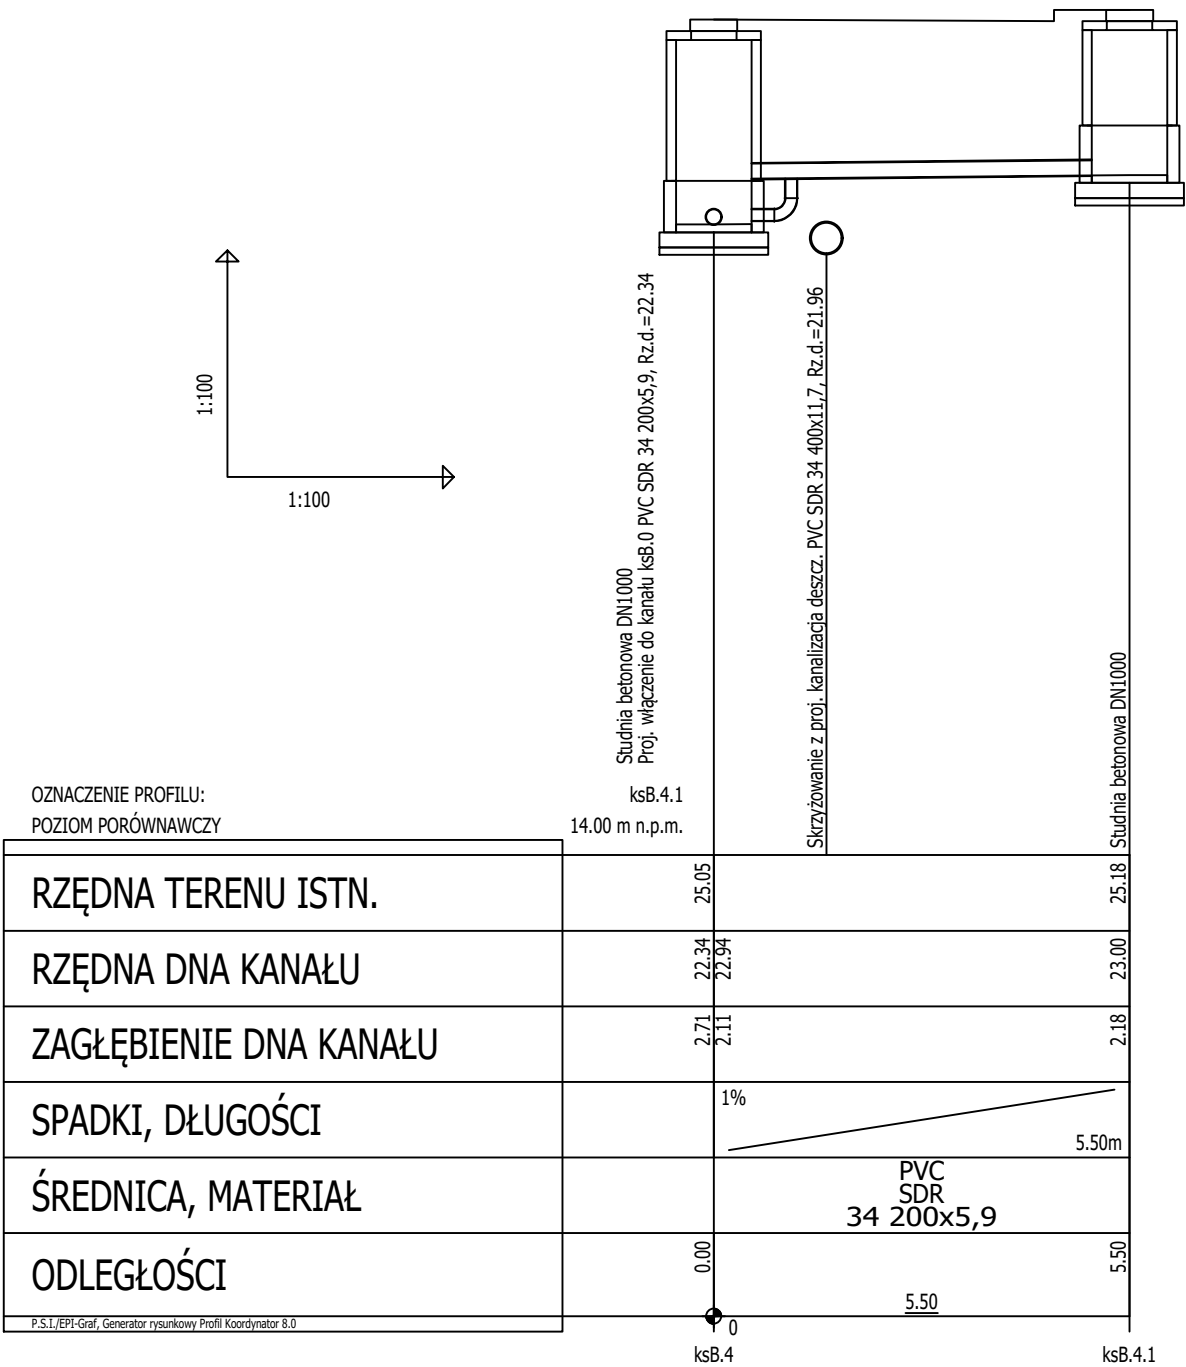 1:100
1:100
Studnia betonowa DN1000
Proj. włączenie do kanału ksB.0 PVC SDR 34 200x5,9, Rz.d.=22.34
Skrzyżowanie z proj. kanalizacja deszcz. PVC SDR 34 400x11,7, Rz.d.=21.96
Studnia betonowa DN1000
OZNACZENIE PROFILU: ksB.4.1
POZIOM PORÓWNAWCZY 14.00 m n.p.m.
RZĘDNA TERENU ISTN. 25.05 25.18
RZĘDNA DNA KANAŁU 22.34 22.94 23.00
ZAGŁĘBIENIE DNA KANAŁU 2.71 2.11 2.18
SPADKI, DŁUGOŚCI 1% 5.50m
ŚREDNICA, MATERIAŁ
PVC
SDR
34 200x5,9
ODLEGŁOŚCI 0.00 5.50 5.50
P.S.I./EPI-Graf, Generator rysunkowy Profil Koordynator 8.0
0
ksB.4 ksB.4.1